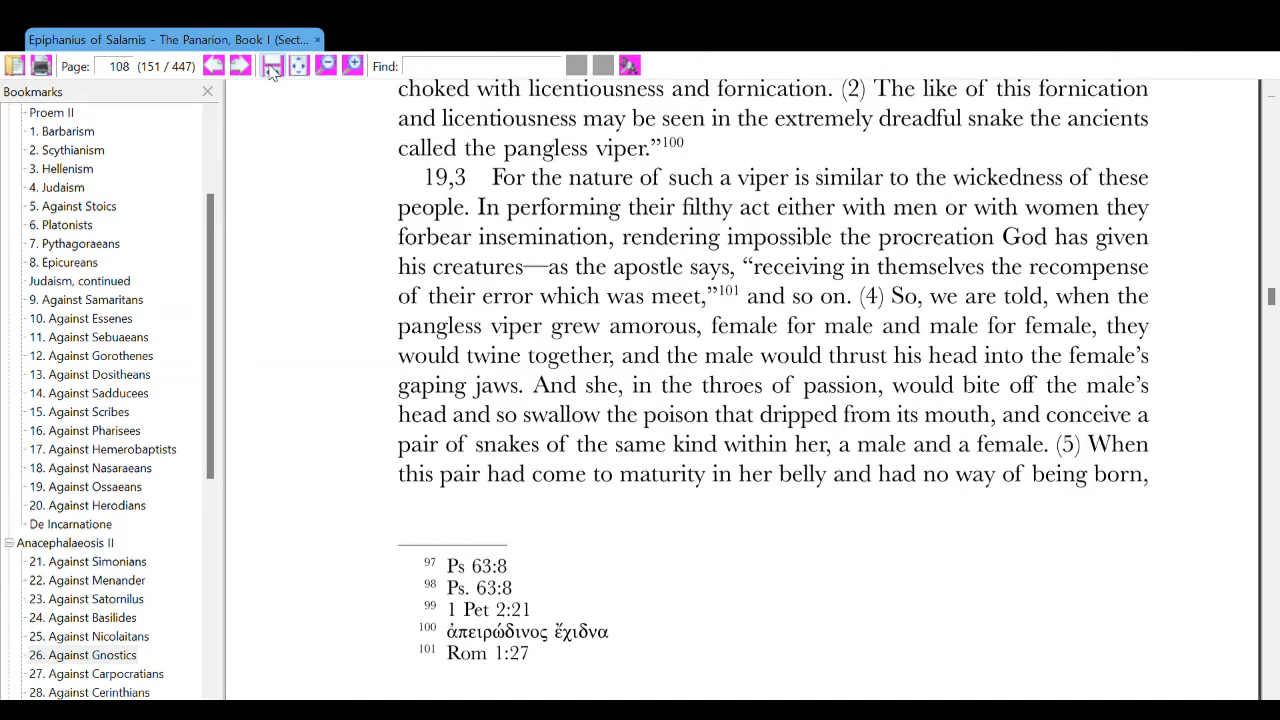 Epiphanius of Salamis - The Panarion, Book I (Sect... ×
Page: 108 (151 / 447) Find:
Bookmarks
Proem II
1. Barbarism
2. Scythianism
3. Hellenism
4. Judaism
5. Against Stoics
6. Platonists
7. Pythagoraeans
8. Epicureans
Judaism, continued
9. Against Samaritans
10. Against Essenes
11. Against Sebuaeans
12. Against Gorothenes
13. Against Dositheans
14. Against Sadducees
15. Against Scribes
16. Against Pharisees
17. Against Hemerobaptists
18. Against Nasaraeans
19. Against Ossaeans
20. Against Herodians
De Incarnatione
Anacephalaeosis II
21. Against Simonians
22. Against Menander
23. Against Satornilus
24. Against Basilides
25. Against Nicolaitans
26. Against Gnostics
27. Against Carpocratians
28. Against Cerinthians
choked with licentiousness and fornication. (2) The like of this fornication
and licentiousness may be seen in the extremely dreadful snake the ancients
called the pangless viper.”100
19,3 For the nature of such a viper is similar to the wickedness of these
people. In performing their filthy act either with men or with women they
forbear insemination, rendering impossible the procreation God has given
his creatures—as the apostle says, “receiving in themselves the recompense
of their error which was meet,”101 and so on. (4) So, we are told, when the
pangless viper grew amorous, female for male and male for female, they
would twine together, and the male would thrust his head into the female’s
gaping jaws. And she, in the throes of passion, would bite off the male’s
head and so swallow the poison that dripped from its mouth, and conceive a
pair of snakes of the same kind within her, a male and a female. (5) When
this pair had come to maturity in her belly and had no way of being born,
97 Ps 63:8
98 Ps. 63:8
99 1 Pet 2:21
100 ἀπειρώδινος ἔχιδνα
101 Rom 1:27